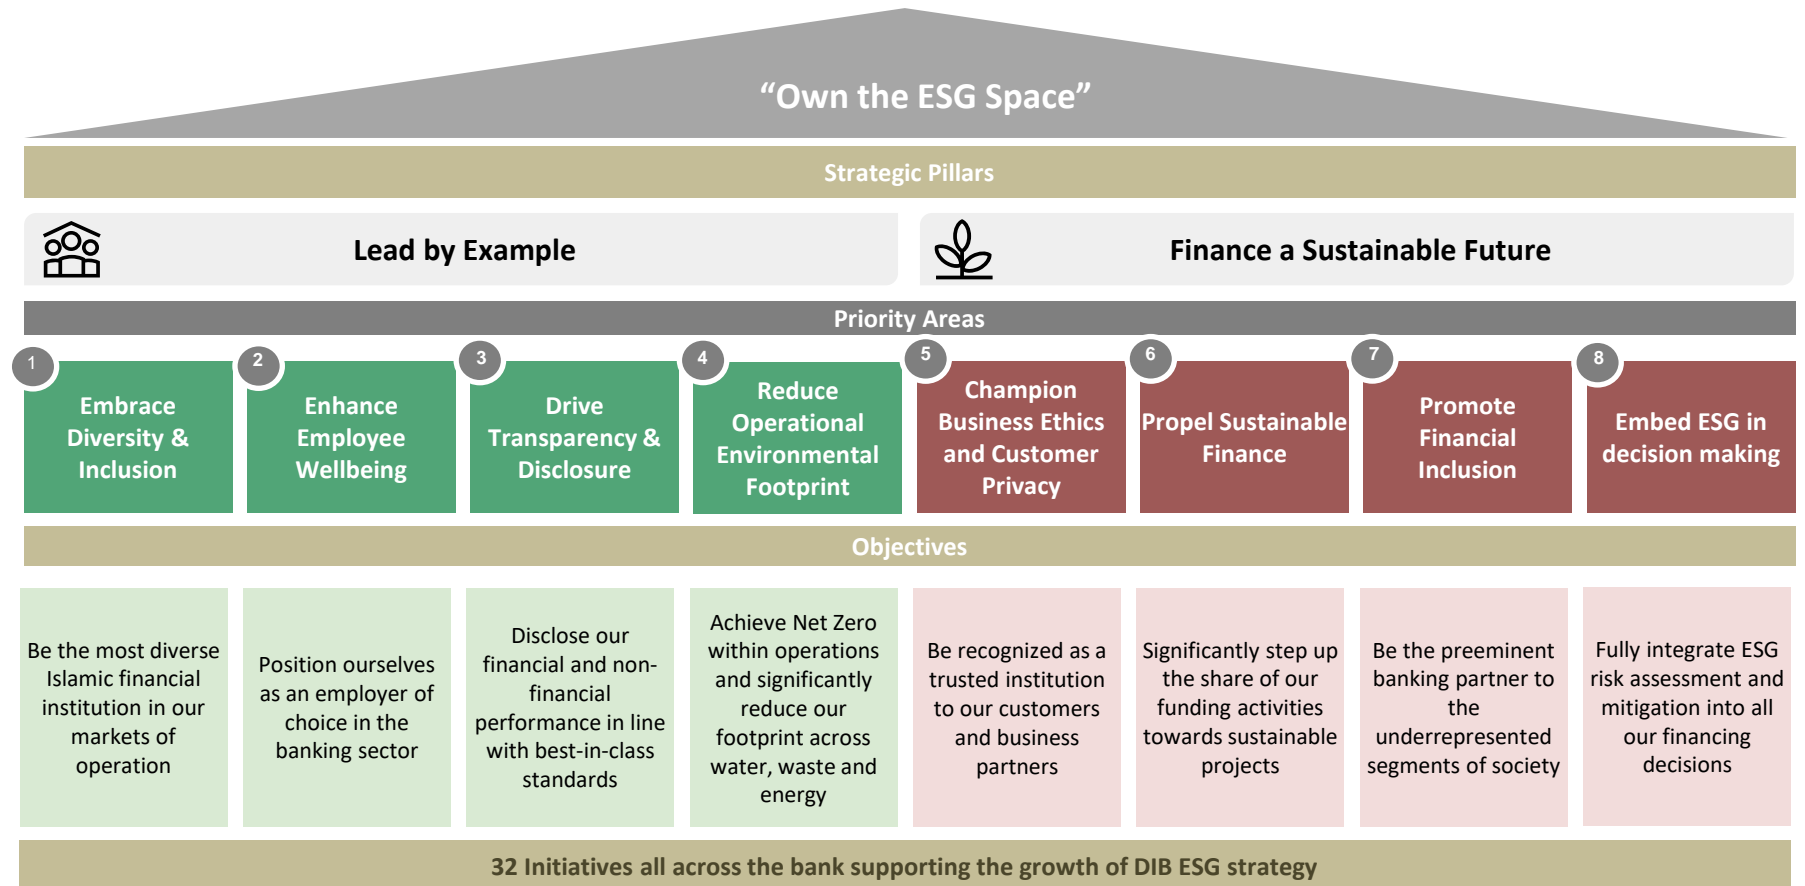 “Own the ESG Space”
Strategic Pillars
Lead by Example
Finance a Sustainable Future
Priority Areas
1
Embrace
Diversity &
Inclusion
2
Enhance
Employee
Wellbeing
3
Drive
Transparency &
Disclosure
4
Reduce
Operational
Environmental
Footprint
5
Champion
Business Ethics
and Customer
Privacy
6
Propel Sustainable
Finance
7
Promote
Financial
Inclusion
8
Embed ESG in
decision making
Objectives
Be the most diverse
Islamic financial
institution in our
markets of
operation
Position ourselves
as an employer of
choice in the
banking sector
Disclose our
financial and non-
financial
performance in line
with best-in-class
standards
Achieve Net Zero
within operations
and significantly
reduce our
footprint across
water, waste and
energy
Be recognized as a
trusted institution
to our customers
and business
partners
Significantly step up
the share of our
funding activities
towards sustainable
projects
Be the preeminent
banking partner to
the
underrepresented
segments of society
Fully integrate ESG
risk assessment and
mitigation into all
our financing
decisions
32 Initiatives all across the bank supporting the growth of DIB ESG strategy